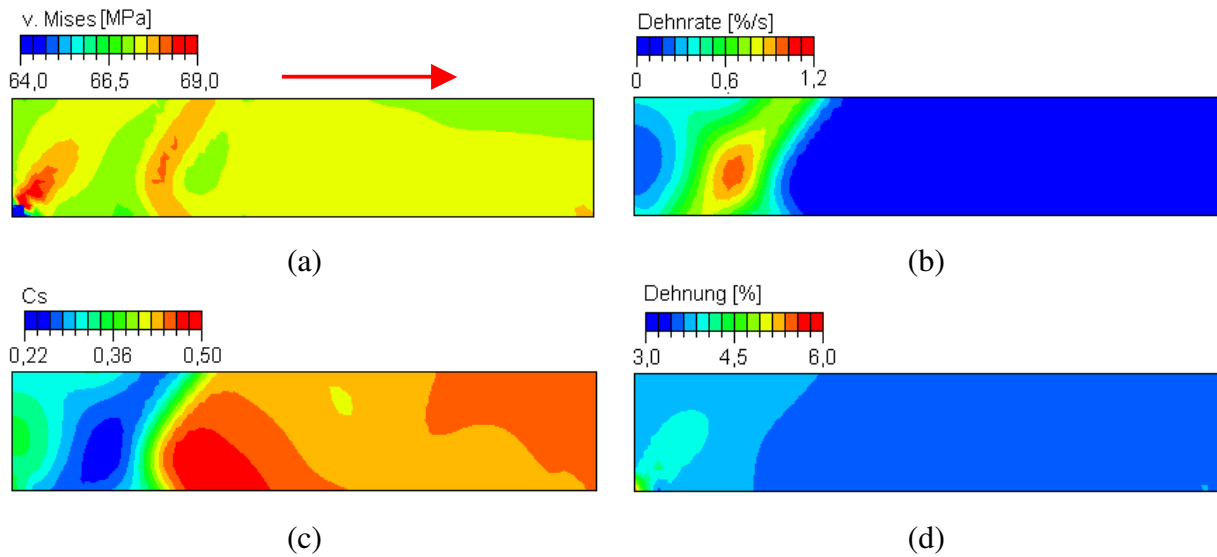 v. Mises [MPa]
64,0 66,5 69,0
(a)
Dehnrate [%/s]
0 0,6 1,2
(b)
Cs
0,22 0,36 0,50
(c)
Dehnung [%]
3,0 4,5 6,0
(d)